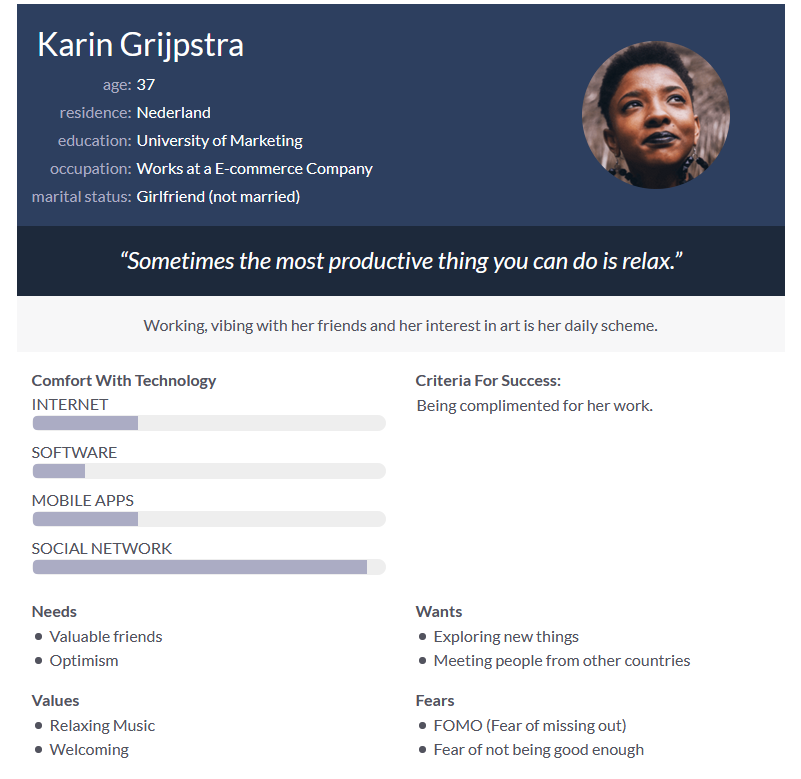 Karin Grijpstra
age: 37
residence: Nederland
education: University of Marketing
occupation: Works at a E-commerce Company
marital status: Girlfriend (not married)
“Sometimes the most productive thing you can do is relax.”
Working, vibing with her friends and her interest in art is her daily scheme.
Comfort With Technology
INTERNET
SOFTWARE
MOBILE APPS
SOCIAL NETWORK
Criteria For Success:
Being complimented for her work.
Needs
• Valuable friends
• Optimism
Wants
• Exploring new things
• Meeting people from other countries
Values
• Relaxing Music
• Welcoming
Fears
• FOMO (Fear of missing out)
• Fear of not being good enough